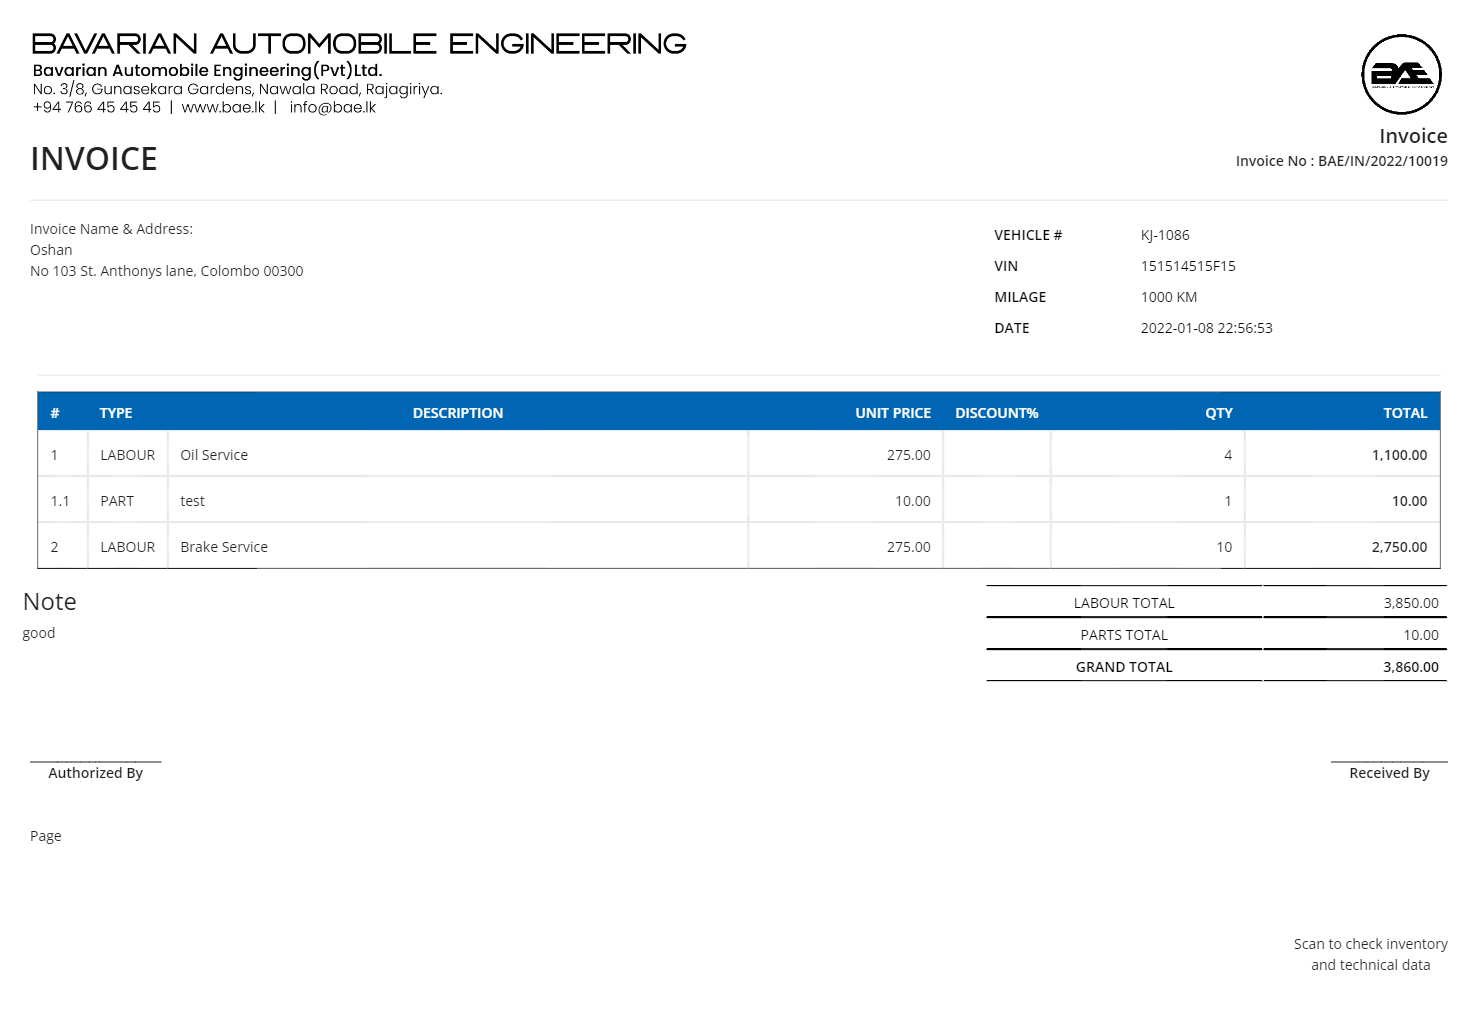 BAVARIAN AUTOMOBILE ENGINEERING
Bavarian Automobile Engineering(Pvt)Ltd.
No. 3/8, Gunasekara Gardens, Nawala Road, Rajagiriya.
+94 766 45 45 45 | www.bae.lk | info@bae.lk
BAE
Invoice
INVOICE
Invoice No : BAE/IN/2022/10019
Invoice Name & Address:
Oshan
No 103 St. Anthonys lane, Colombo 00300
VEHICLE # KJ-1086
VIN 151514515F15
MILAGE 1000 KM
DATE 2022-01-08 22:56:53
# TYPE DESCRIPTION UNIT PRICE DISCOUNT% QTY TOTAL
1 LABOUR Oil Service 275.00 4 1,100.00
1.1 PART test 10.00 1 10.00
2 LABOUR Brake Service 275.00 10 2,750.00
Note
good
LABOUR TOTAL 3,850.00
PARTS TOTAL 10.00
GRAND TOTAL 3,860.00
Authorized By
Received By
Page
Scan to check inventory
and technical data